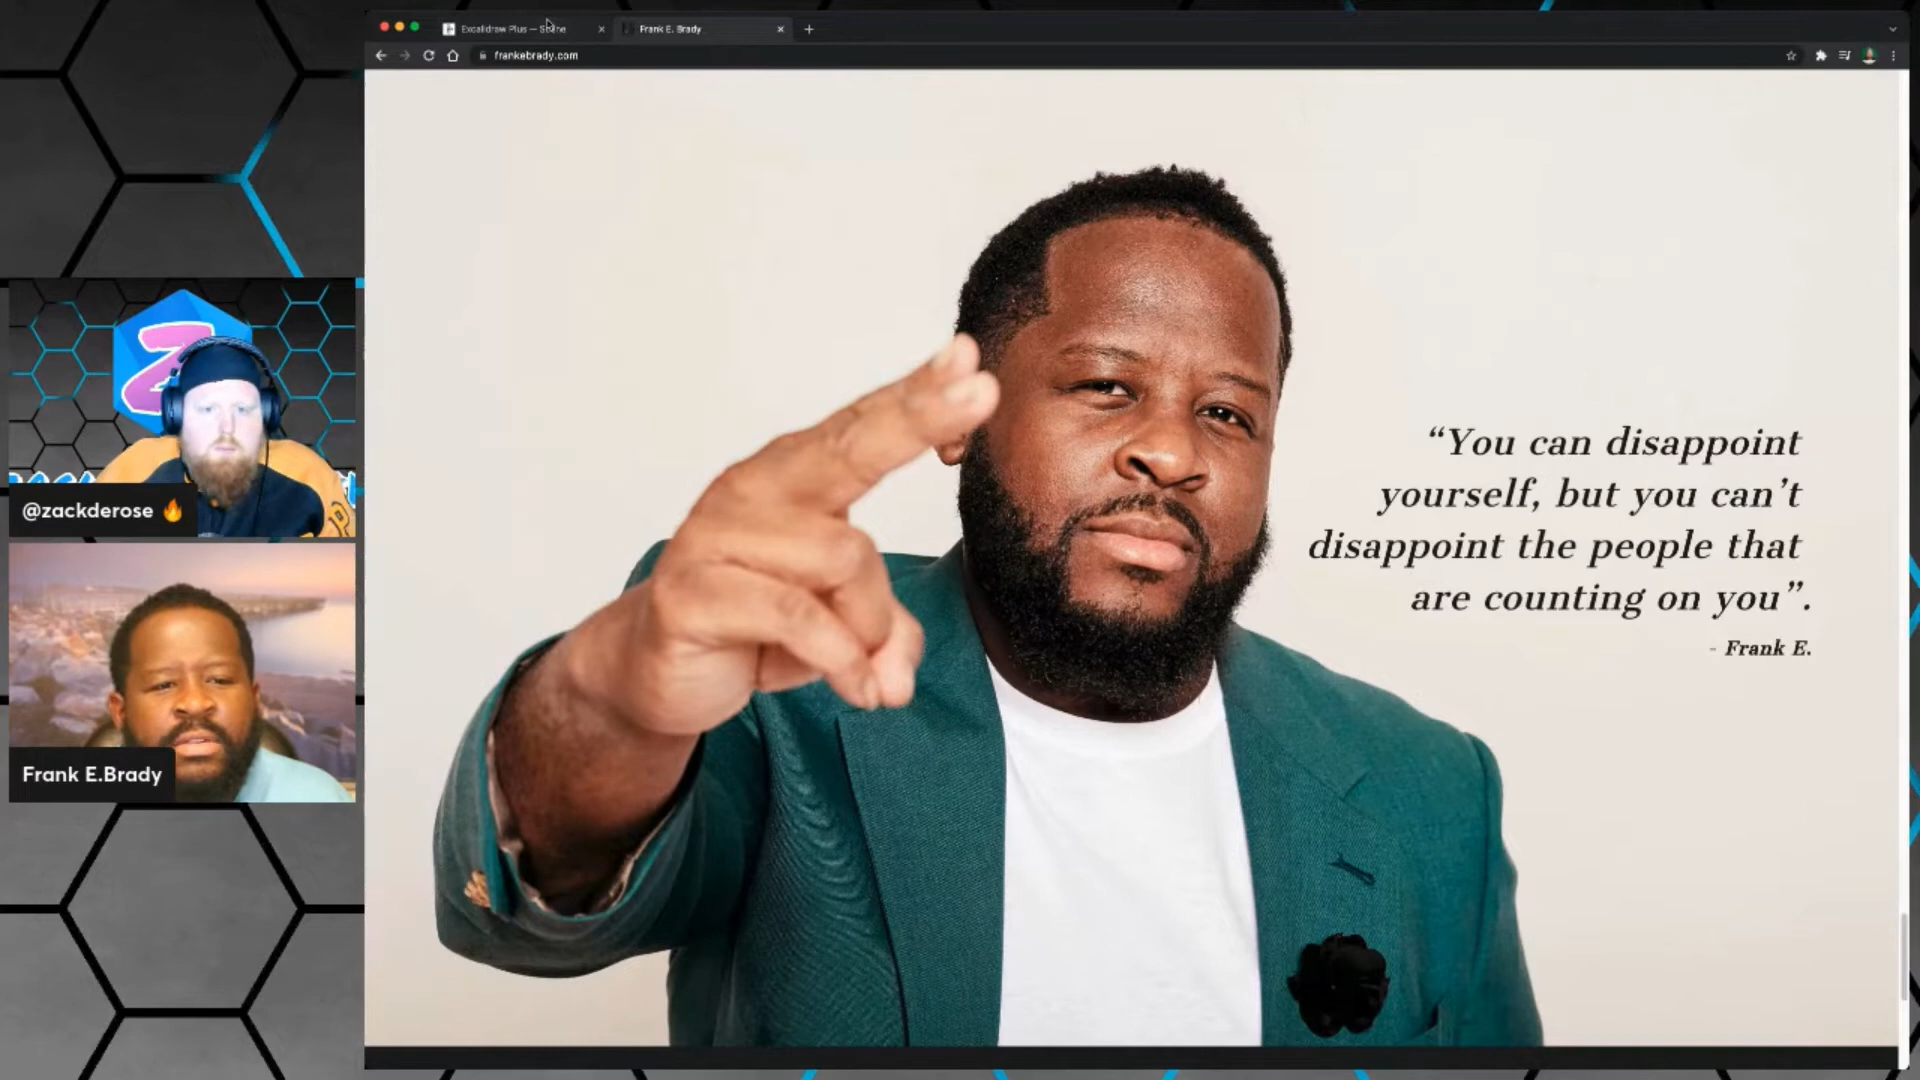 Excalidraw Plus — Scene
Frank E. Brady
frankebrady.com
Z
@zackderose 🔥
Frank E.Brady
“You can disappoint
yourself, but you can’t
disappoint the people that
are counting on you”.
- Frank E.